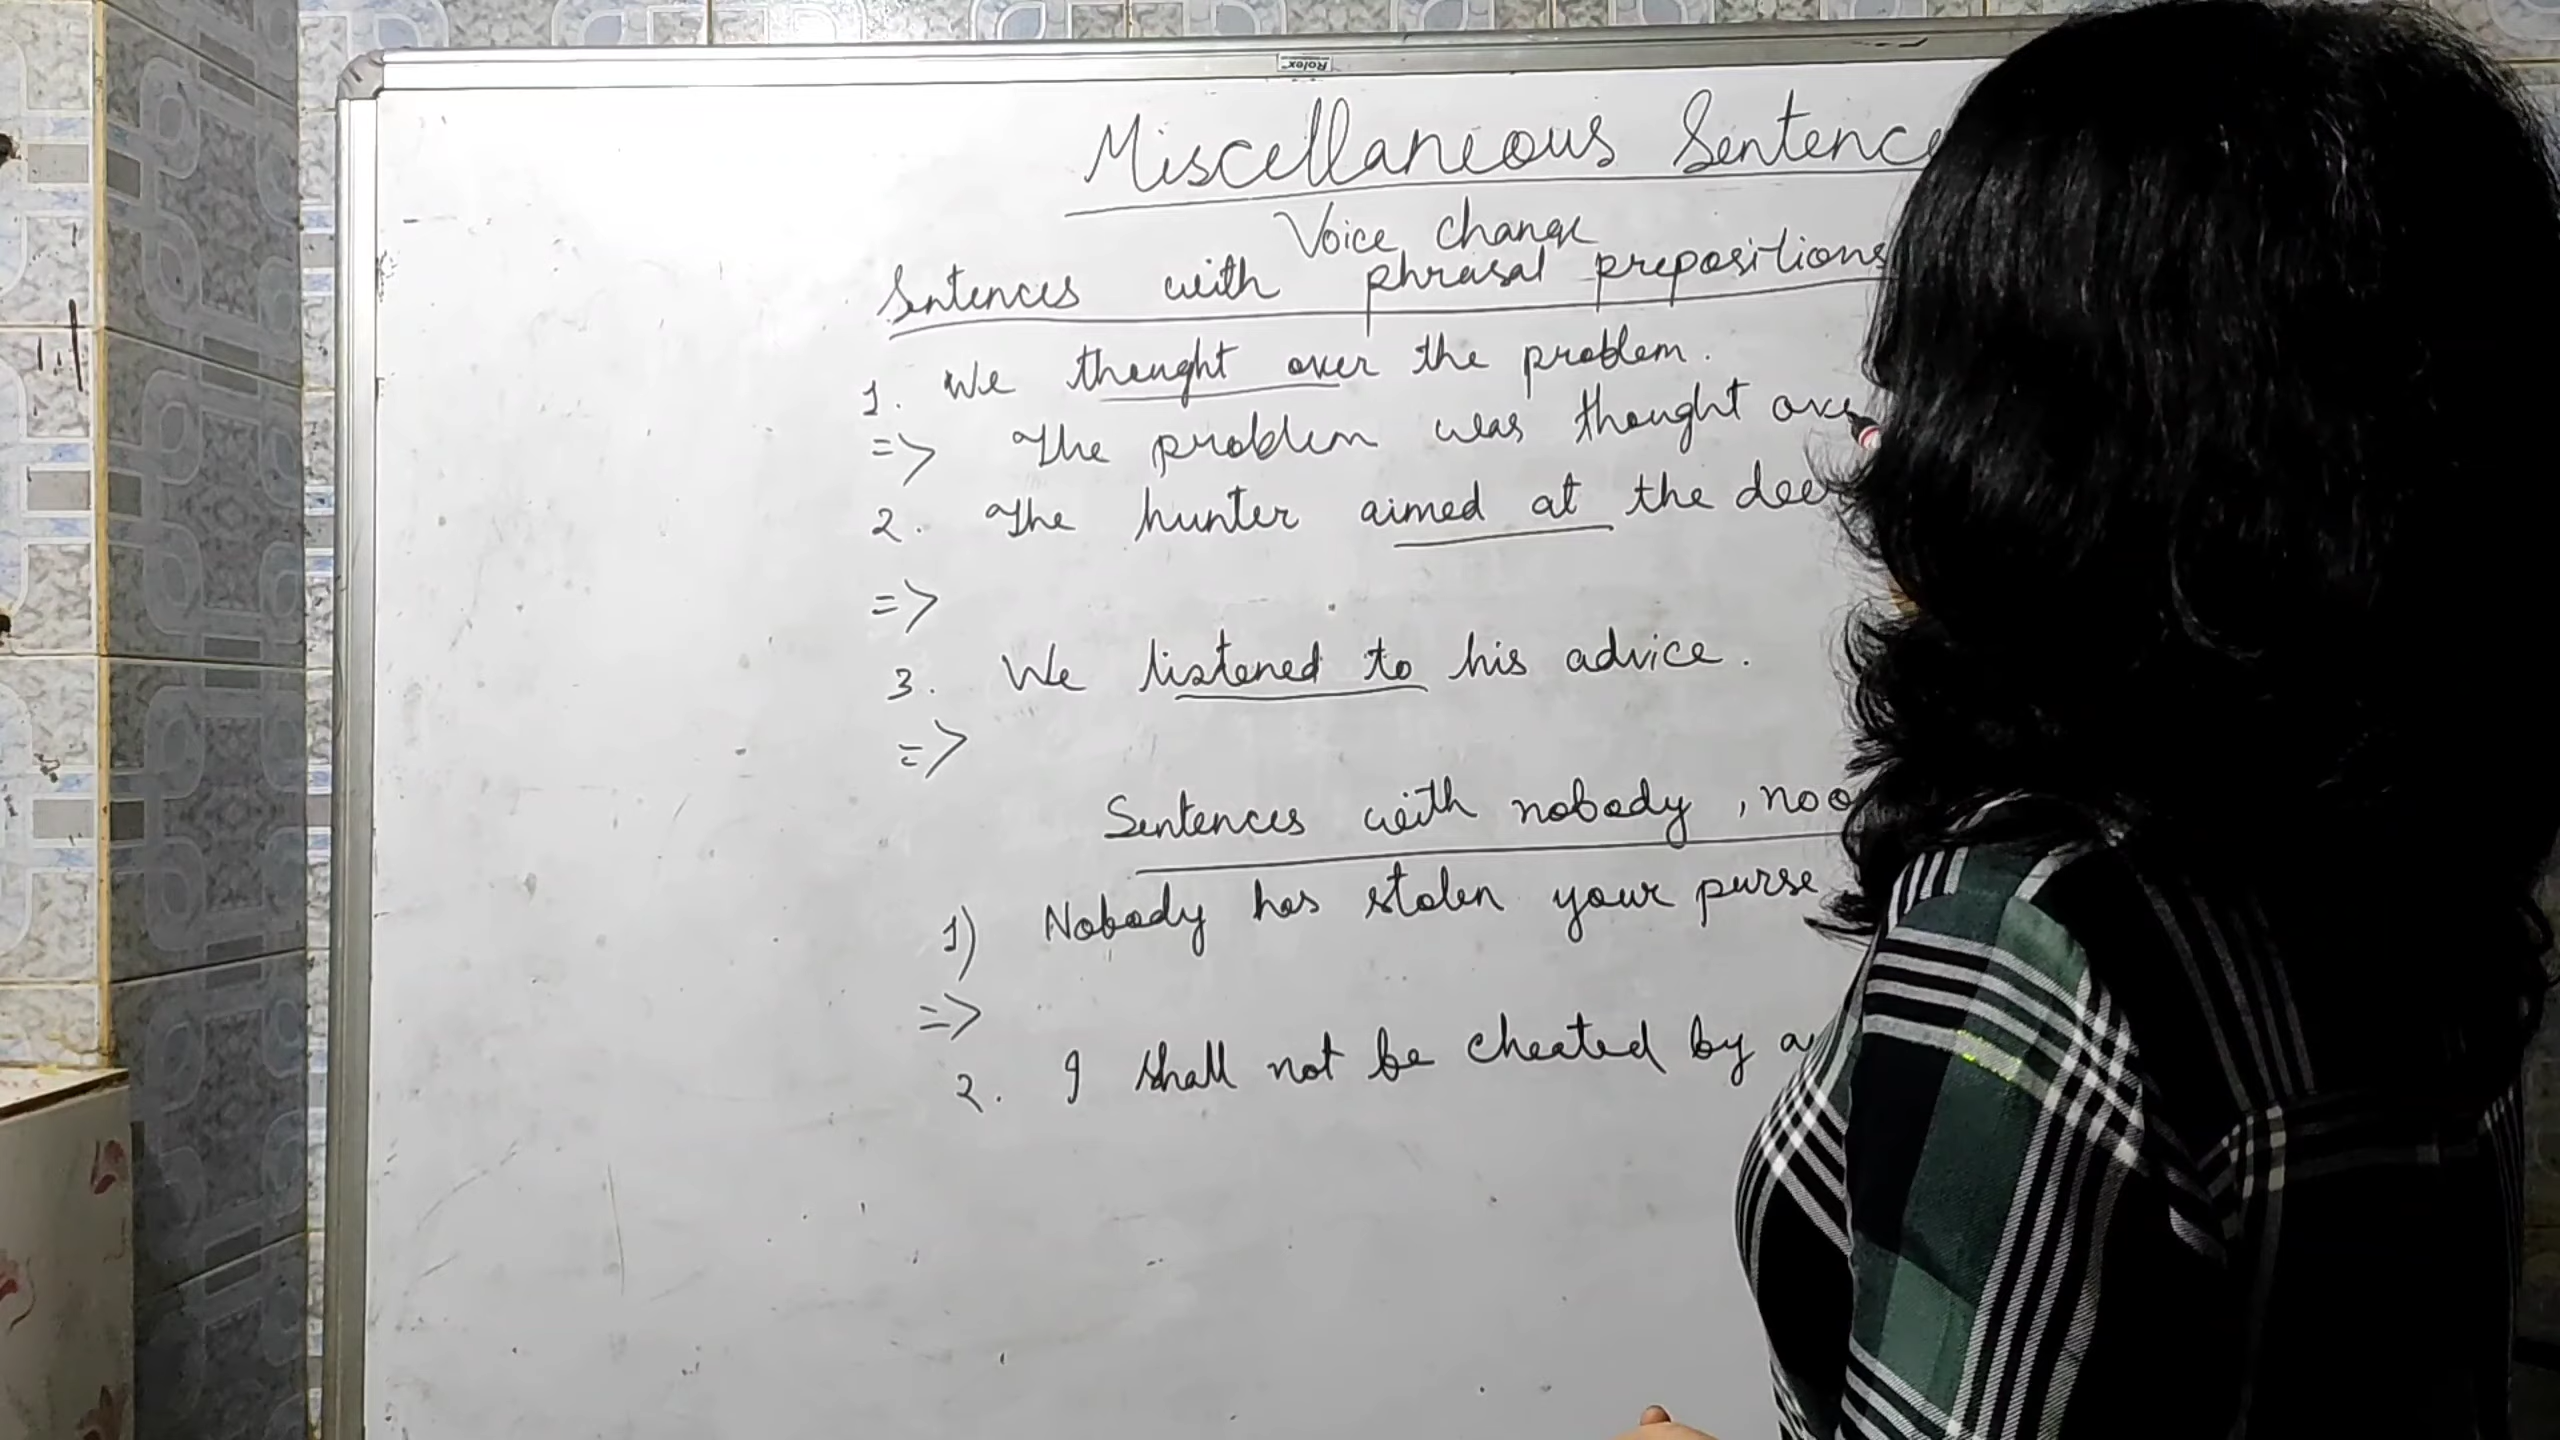 Rolex
Miscellaneous Sentenc
Voice change
Sentences with phrasal prepositions
1. We thought over the problem.
=> The problem was thought ove
2. The hunter aimed at the deer
=>
3. We listened to his advice.
=>
Sentences with nobody, noo
1) Nobody has stolen your purse
=>
2. I shall not be cheated by a